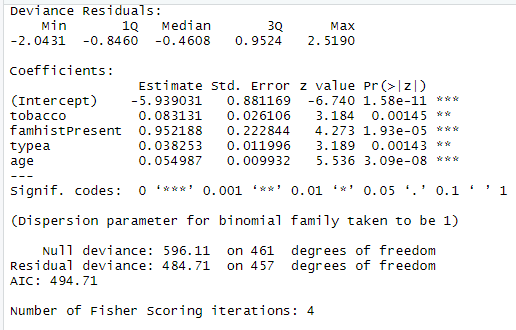 Deviance Residuals:
    Min       1Q   Median       3Q      Max
-2.0431  -0.8460  -0.4608   0.9524   2.5190

Coefficients:
               Estimate Std. Error z value Pr(>|z|)
(Intercept)   -5.939031   0.881169  -6.740 1.58e-11 ***
tobacco        0.083131   0.026106   3.184  0.00145 **
famhistPresent 0.952188   0.222844   4.273 1.93e-05 ***
typea          0.038253   0.011996   3.189  0.00143 **
age            0.054987   0.009932   5.536 3.09e-08 ***
---
Signif. codes:  0 ‘***’ 0.001 ‘**’ 0.01 ‘*’ 0.05 ‘.’ 0.1 ‘ ’ 1

(Dispersion parameter for binomial family taken to be 1)

    Null deviance: 596.11  on 461  degrees of freedom
Residual deviance: 484.71  on 457  degrees of freedom
AIC: 494.71

Number of Fisher Scoring iterations: 4